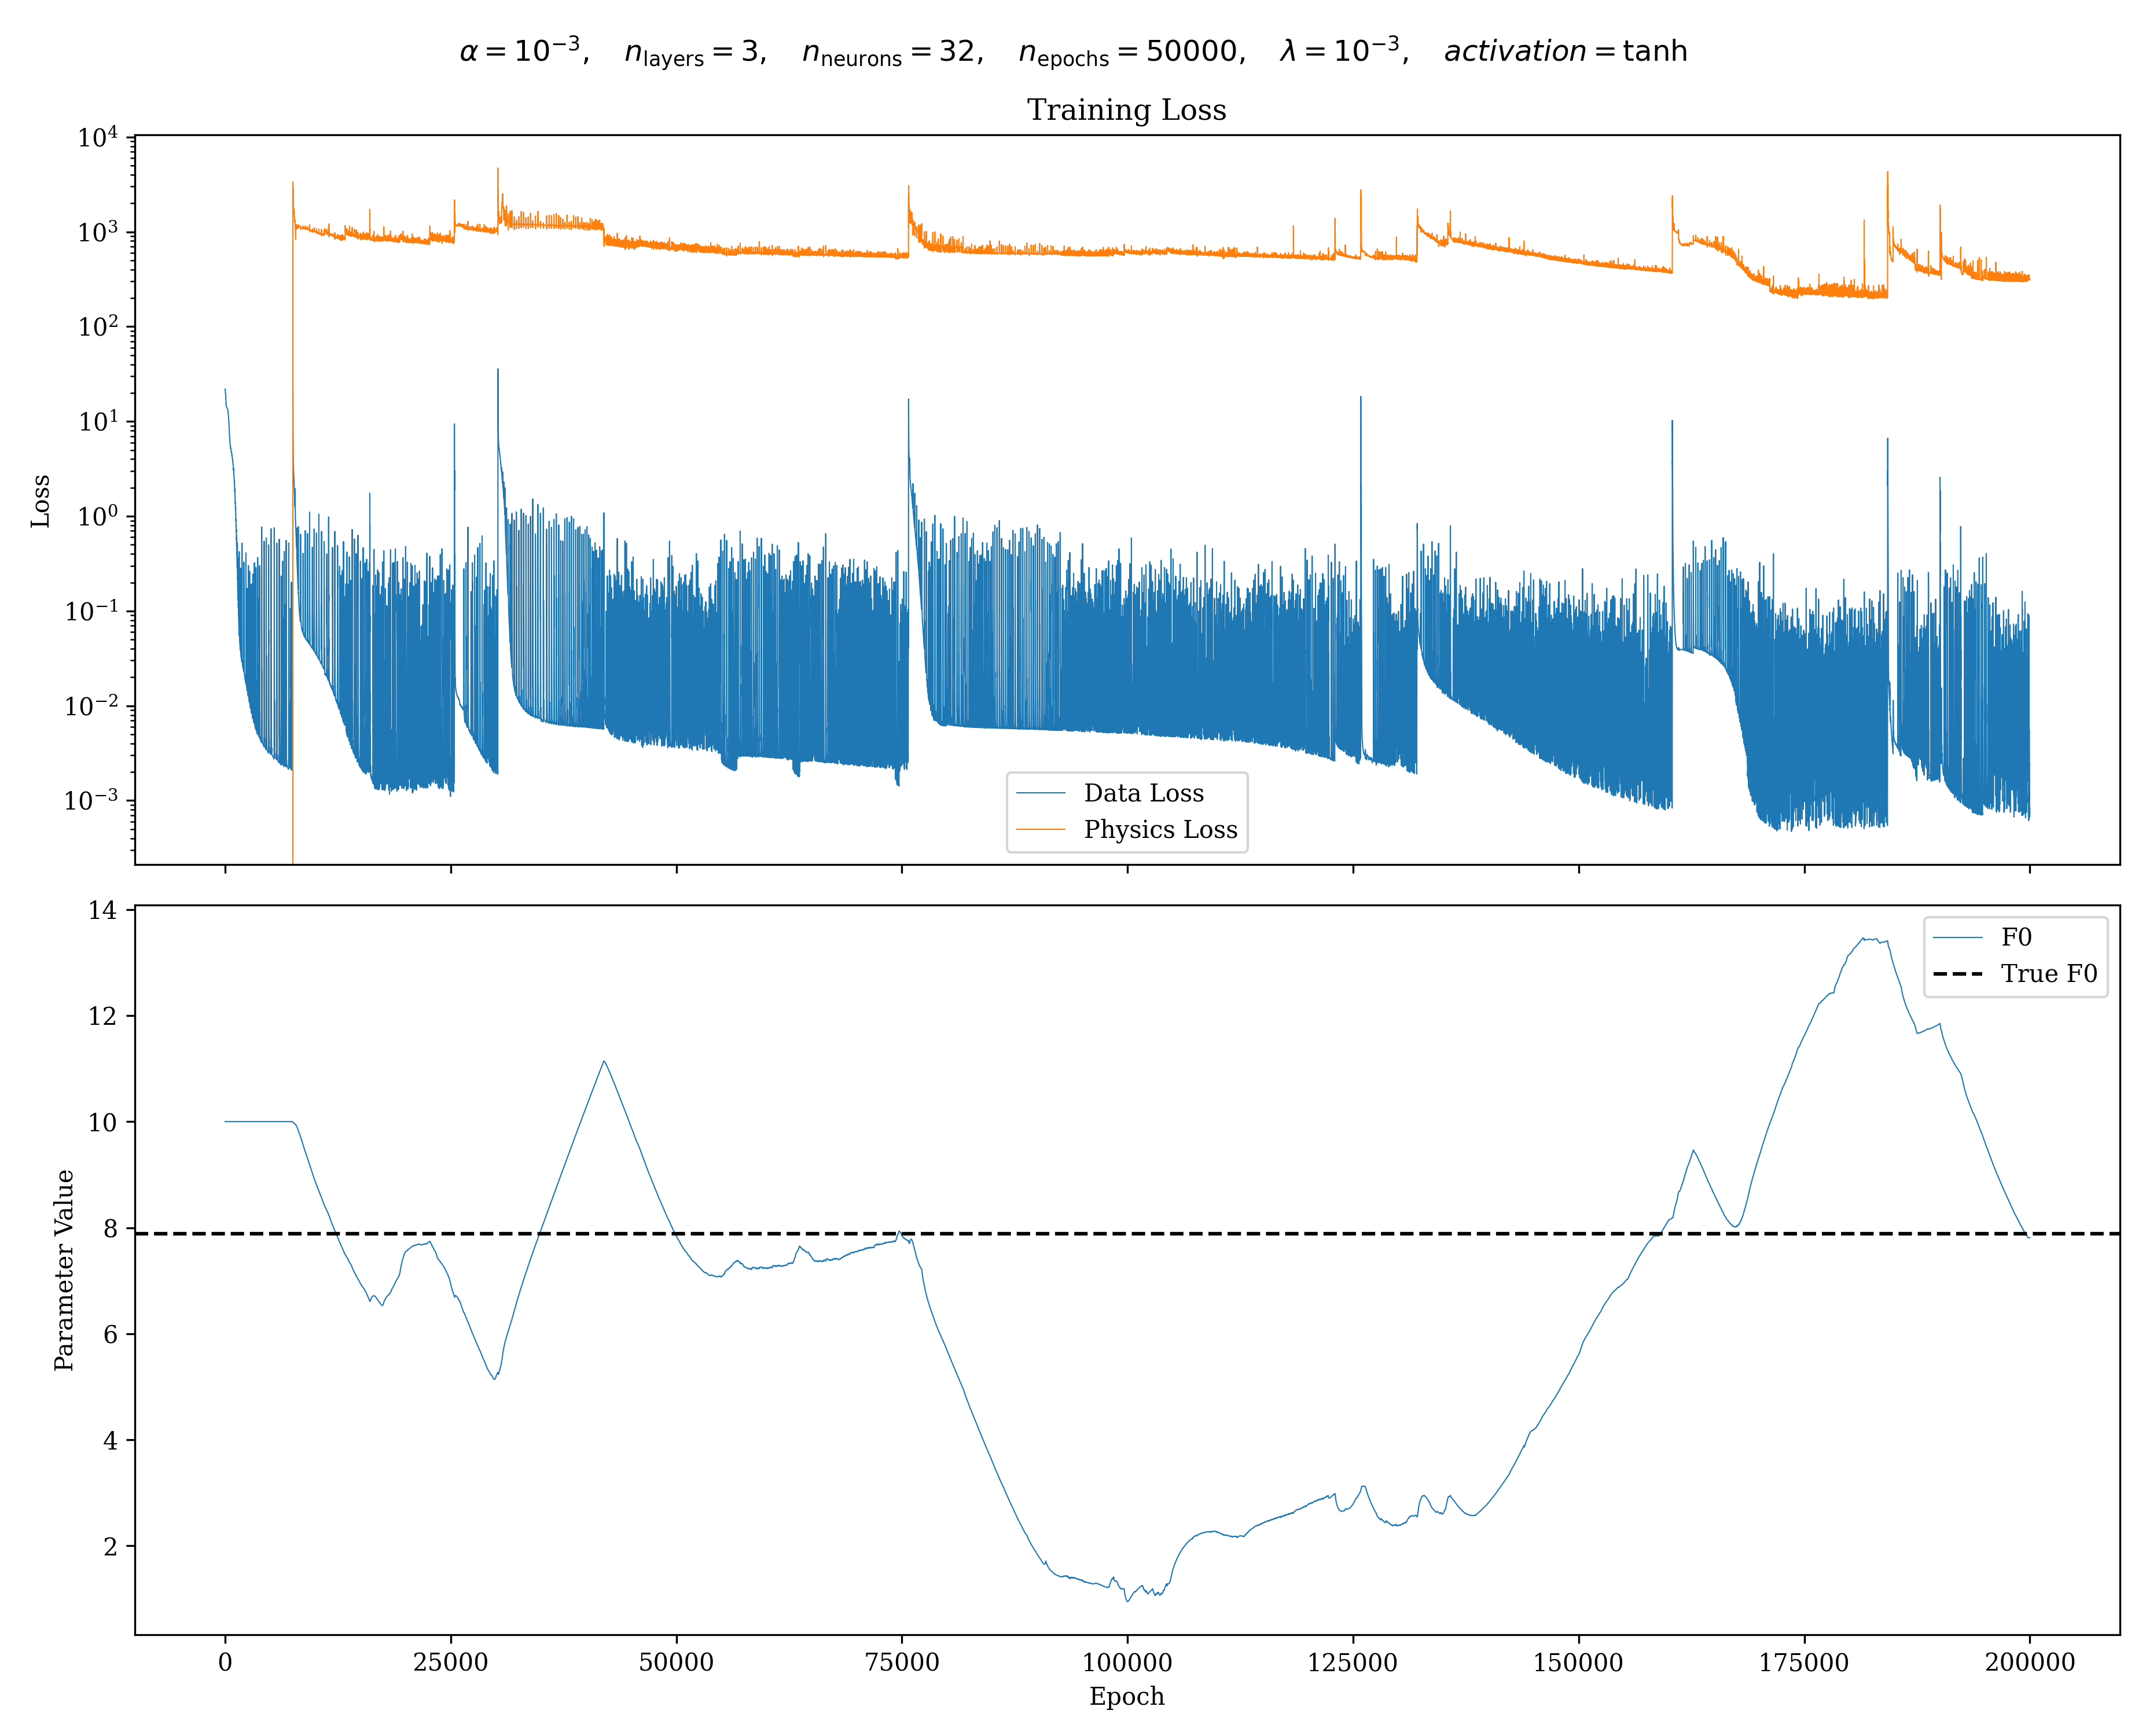 α = 10⁻³, n_layers = 3, n_neurons = 32, n_epochs = 50000, λ = 10⁻³, activation = tanh
Training Loss
10⁴
10³
10²
10¹
10⁰
10⁻¹
10⁻²
10⁻³
Loss
Data Loss
Physics Loss
14
12
10
8
6
4
2
Parameter Value
F0
True F0
0 25000 50000 75000 100000 125000 150000 175000 200000
Epoch